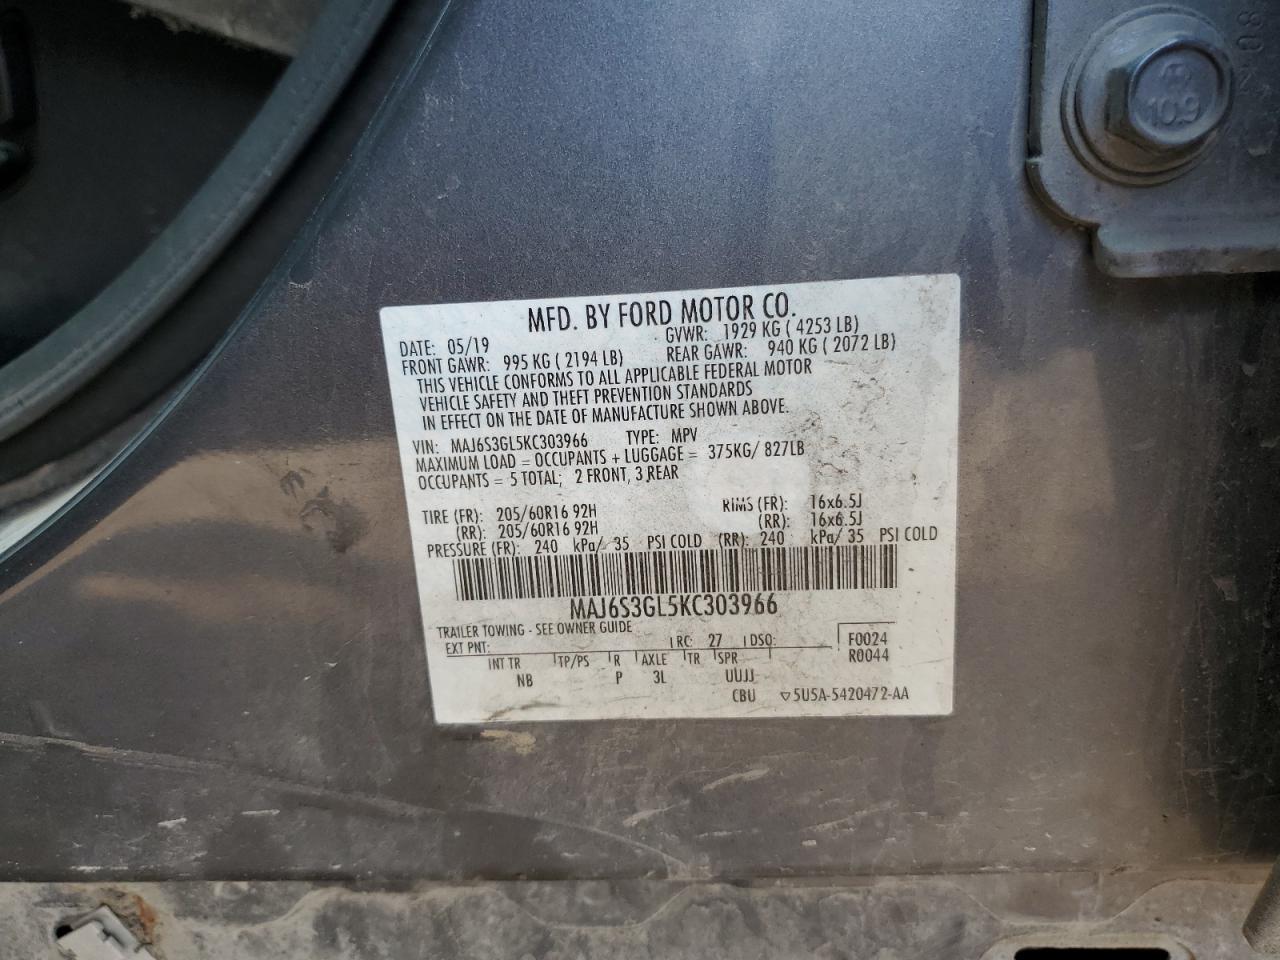 10.9
MFD. BY FORD MOTOR CO.
DATE: 05/19 GVWR: 1929 KG ( 4253 LB)
FRONT GAWR: 995 KG ( 2194 LB) REAR GAWR: 940 KG ( 2072 LB)
THIS VEHICLE CONFORMS TO ALL APPLICABLE FEDERAL MOTOR
VEHICLE SAFETY AND THEFT PREVENTION STANDARDS
IN EFFECT ON THE DATE OF MANUFACTURE SHOWN ABOVE.
VIN: MAJ6S3GL5KC303966 TYPE: MPV
MAXIMUM LOAD = OCCUPANTS + LUGGAGE = 375KG/ 827LB
OCCUPANTS = 5 TOTAL; 2 FRONT, 3 REAR
TIRE (FR): 205/60R16 92H RIMS (FR): 16x6.5J
(RR): 205/60R16 92H (RR): 16x6.5J
PRESSURE (FR): 240 kPa/ 35 PSI COLD (RR): 240 kPa/ 35 PSI COLD
MAJ6S3GL5KC303966
TRAILER TOWING - SEE OWNER GUIDE
EXT PNT: RC: 27 DSO: F0024
INT TR TP/PS R AXLE TR SPR R0044
NB P 3L UUJJ
CBU ▽5U5A-5420472-AA